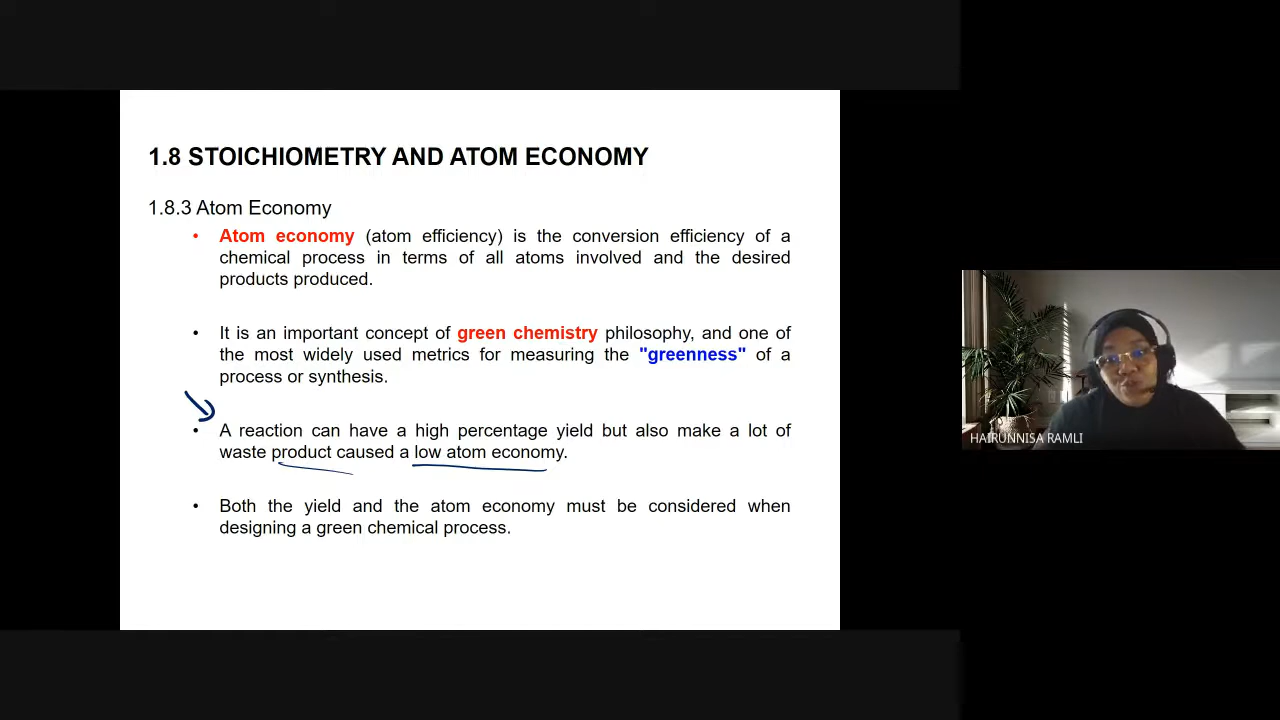 1.8 STOICHIOMETRY AND ATOM ECONOMY
1.8.3 Atom Economy
• Atom economy (atom efficiency) is the conversion efficiency of a
chemical process in terms of all atoms involved and the desired
products produced.
• It is an important concept of green chemistry philosophy, and one of
the most widely used metrics for measuring the "greenness" of a
process or synthesis.
• A reaction can have a high percentage yield but also make a lot of
waste product caused a low atom economy.
• Both the yield and the atom economy must be considered when
designing a green chemical process.
HAIRUNNISA RAMLI